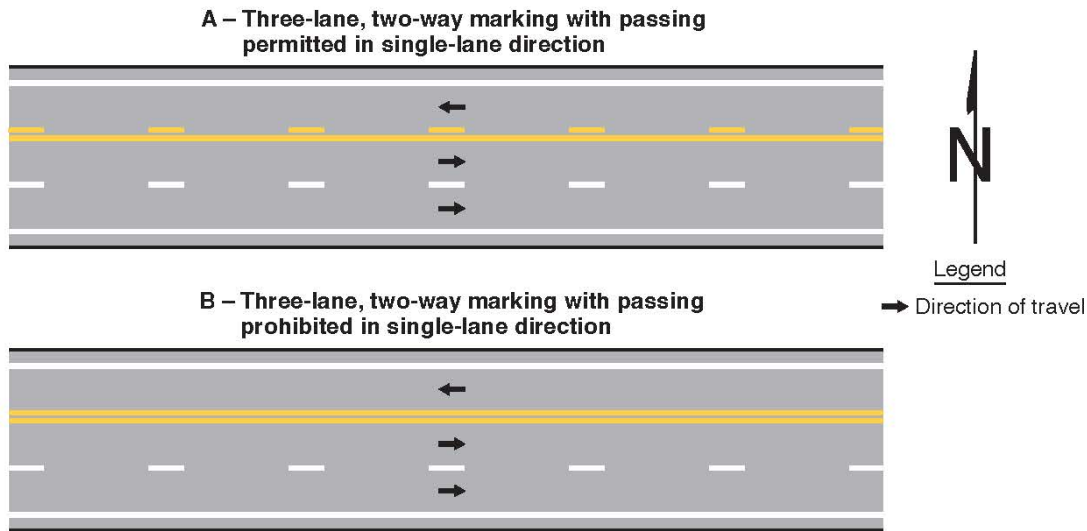 A – Three-lane, two-way marking with passing
permitted in single-lane direction
N
Legend
Direction of travel
B – Three-lane, two-way marking with passing
prohibited in single-lane direction